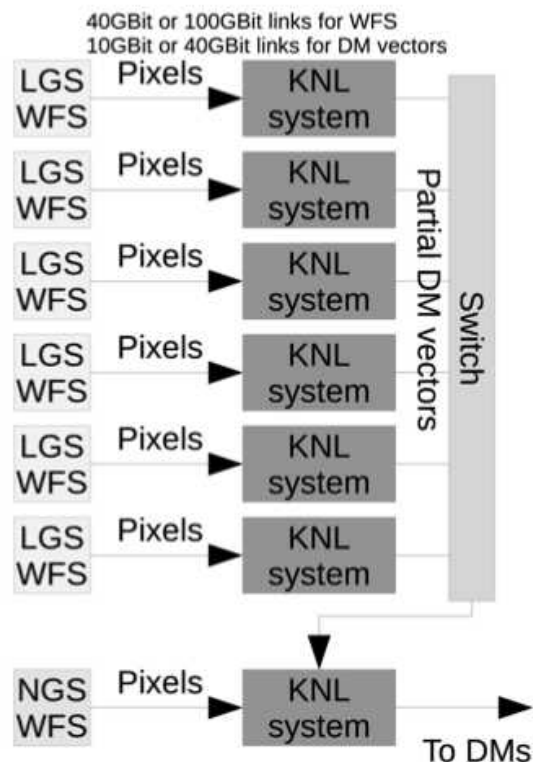 40GBit or 100GBit links for WFS
10GBit or 40GBit links for DM vectors
LGS
WFS
Pixels
KNL
system
LGS
WFS
Pixels
KNL
system
LGS
WFS
Pixels
KNL
system
LGS
WFS
Pixels
KNL
system
LGS
WFS
Pixels
KNL
system
LGS
WFS
Pixels
KNL
system
Partial DM vectors
Switch
NGS
WFS
Pixels
KNL
system
To DMs